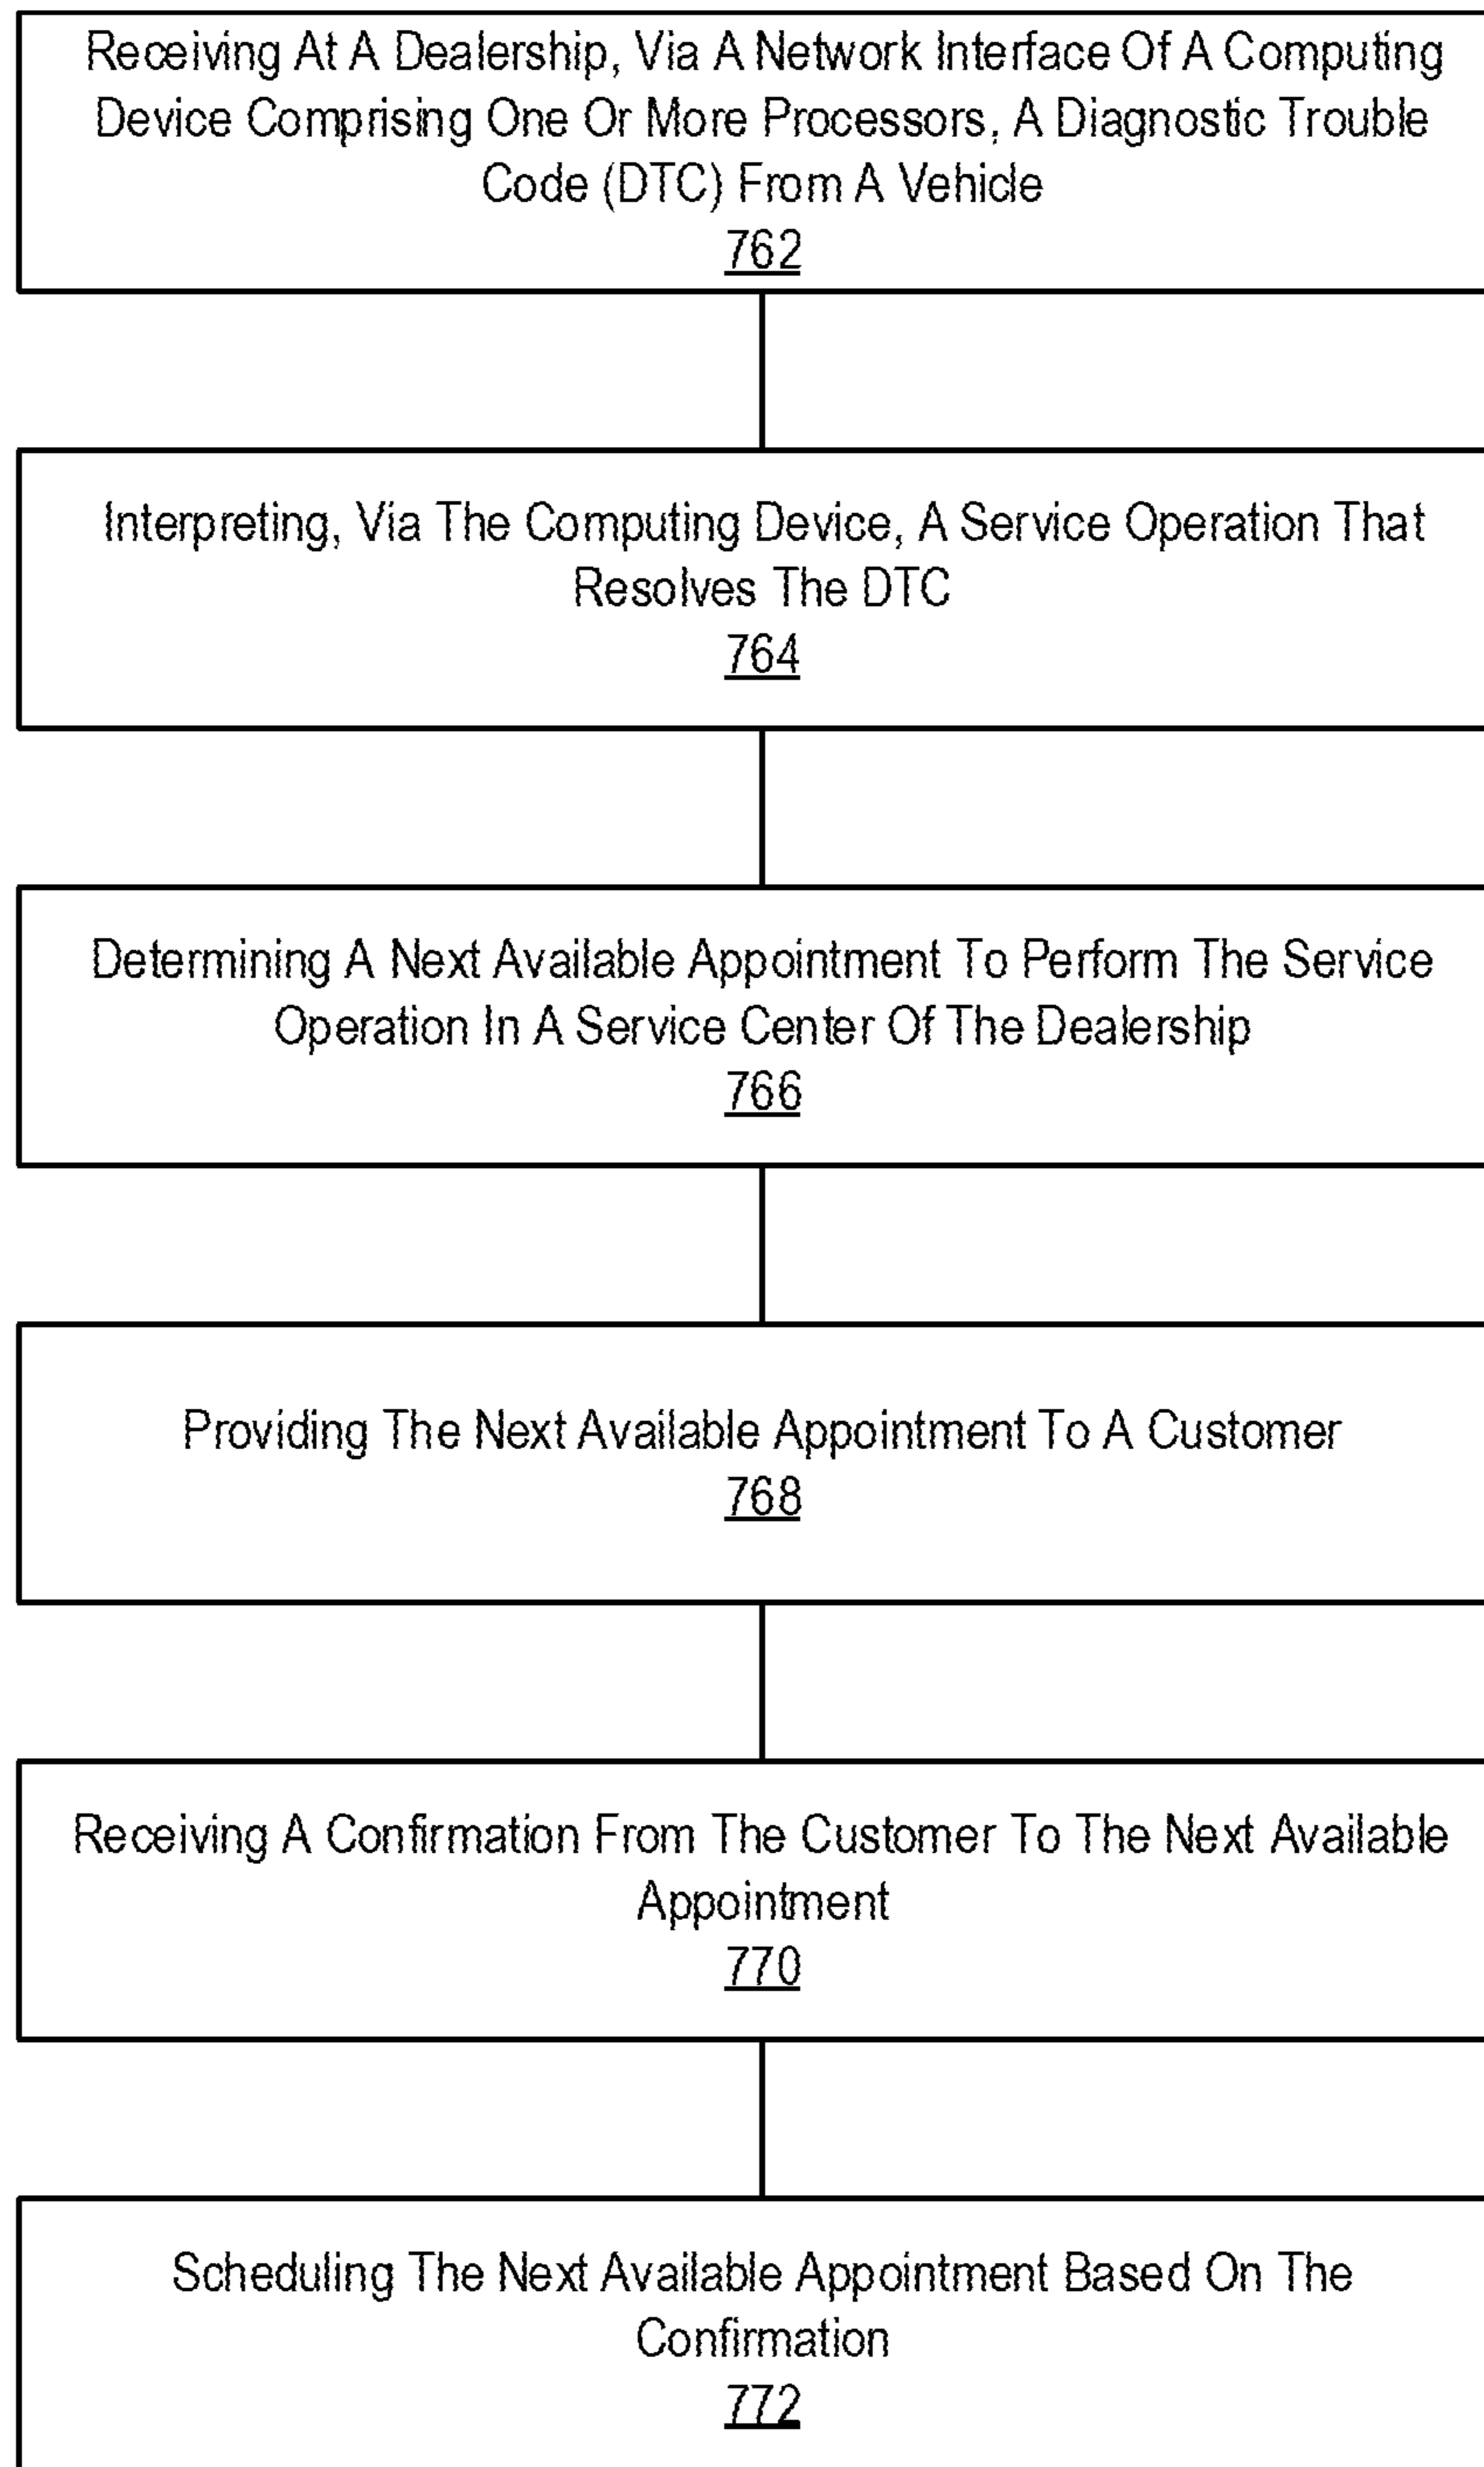 Receiving At A Dealership, Via A Network Interface Of A Computing
Device Comprising One Or More Processors, A Diagnostic Trouble
Code (DTC) From A Vehicle
762
Interpreting, Via The Computing Device, A Service Operation That
Resolves The DTC
764
Determining A Next Available Appointment To Perform The Service
Operation In A Service Center Of The Dealership
766
Providing The Next Available Appointment To A Customer
768
Receiving A Confirmation From The Customer To The Next Available
Appointment
770
Scheduling The Next Available Appointment Based On The
Confirmation
772